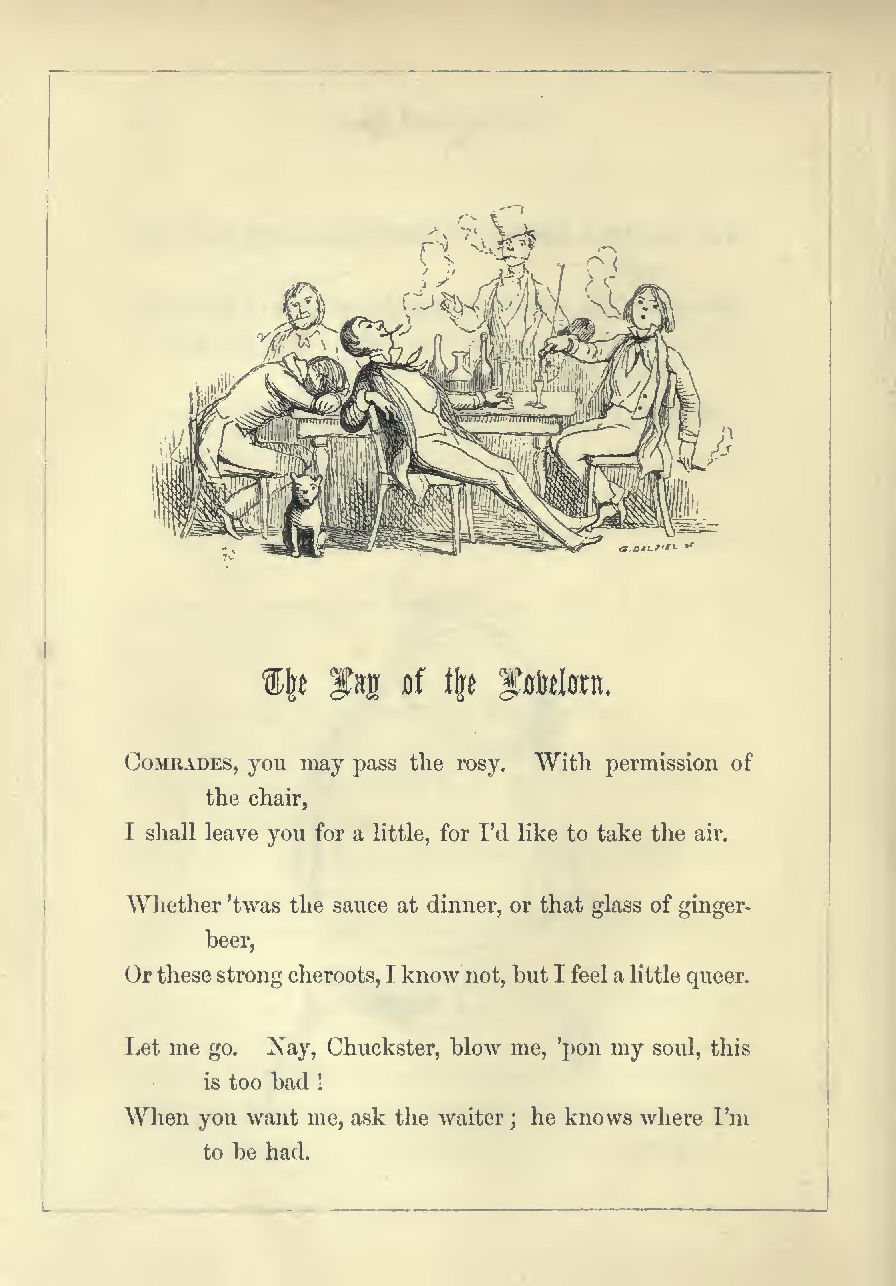 G. DALZIEL SC
The Lay of the Lovelorn.
COMRADES, you may pass the rosy. With permission of
the chair,
I shall leave you for a little, for I'd like to take the air.
Whether 'twas the sauce at dinner, or that glass of ginger-
beer,
Or these strong cheroots, I know not, but I feel a little queer.
Let me go. Nay, Chuckster, blow me, 'pon my soul, this
is too bad!
When you want me, ask the waiter; he knows where I'm
to be had.